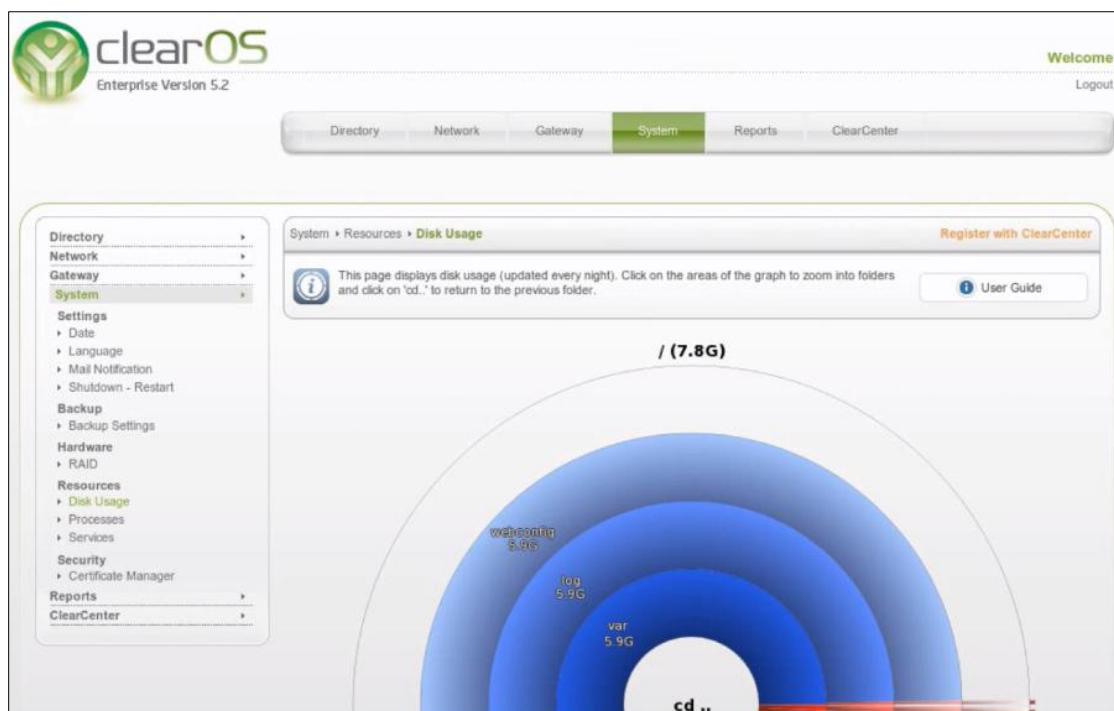 clearOS
Enterprise Version 5.2
Welcome
Logout
Directory Network Gateway System Reports ClearCenter
Directory
Network
Gateway
System
Settings
Date
Language
Mail Notification
Shutdown - Restart
Backup
Backup Settings
Hardware
RAID
Resources
Disk Usage
Processes
Services
Security
Certificate Manager
Reports
ClearCenter
System Resources Disk Usage Register with ClearCenter
This page displays disk usage (updated every night). Click on the areas of the graph to zoom into folders
and click on 'cd..' to return to the previous folder.
User Guide
/ (7.8G)
webconfig
5.9G
log
5.9G
var
5.9G
cd ..